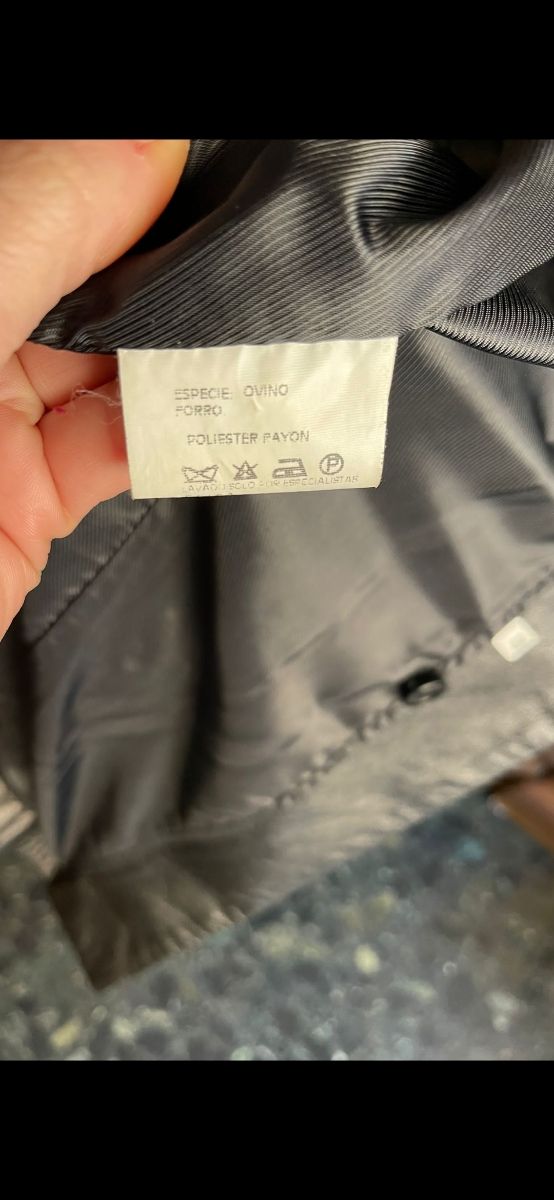 ESPECIE: OVINO
FORRO.
POLIESTER RAYON
P
LAVADO SOLO POR ESPECIALISTAS